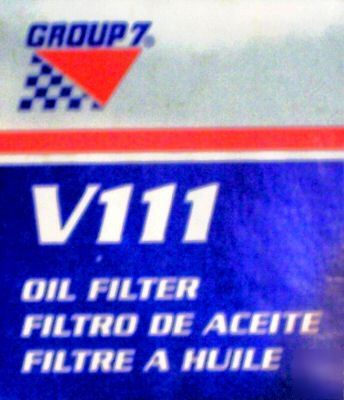 GROUP 7®
V111
OIL FILTER
FILTRO DE ACEITE
FILTRE A HUILE